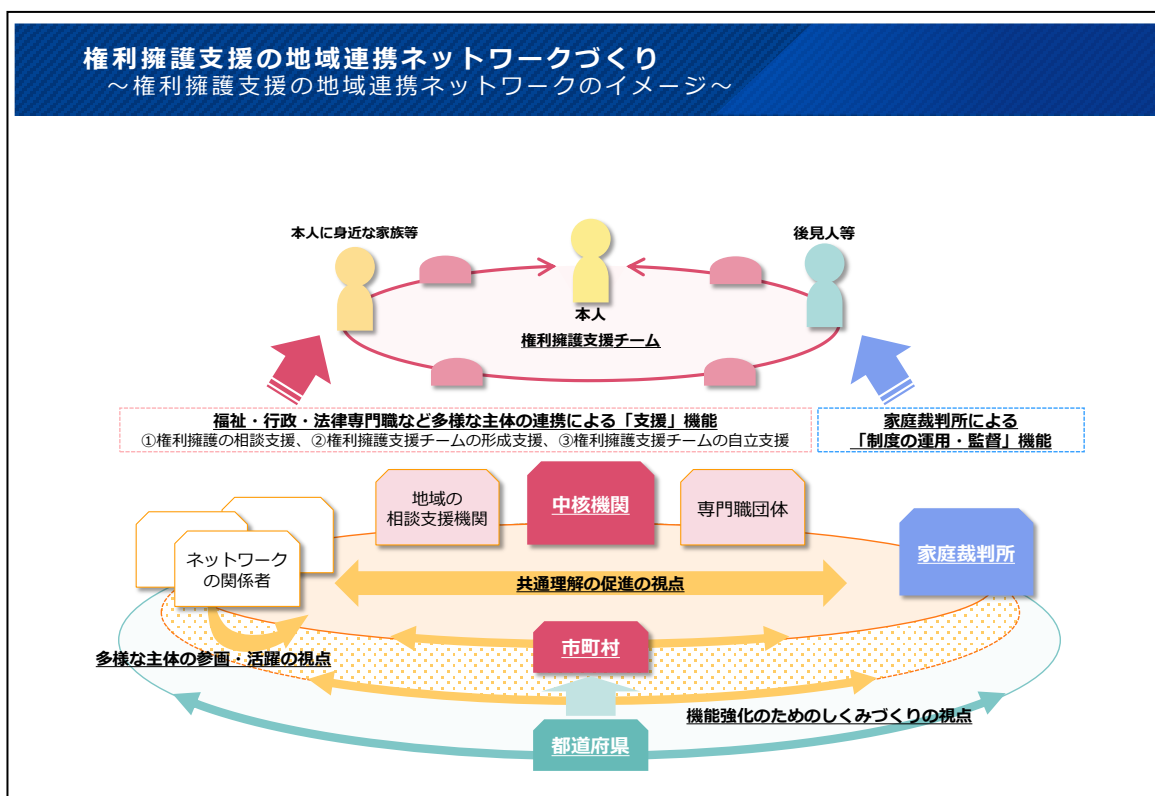 権利擁護支援の地域連携ネットワークづくり
～権利擁護支援の地域連携ネットワークのイメージ～
本人に身近な家族等
後見人等
本人
権利擁護支援チーム
福祉・行政・法律専門職など多様な主体の連携による「支援」機能
①権利擁護の相談支援、②権利擁護支援チームの形成支援、③権利擁護支援チームの自立支援
家庭裁判所による
「制度の運用・監督」機能
地域の
相談支援機関
中核機関
専門職団体
ネットワーク
の関係者
家庭裁判所
共通理解の促進の視点
市町村
多様な主体の参画・活躍の視点
機能強化のためのしくみづくりの視点
都道府県